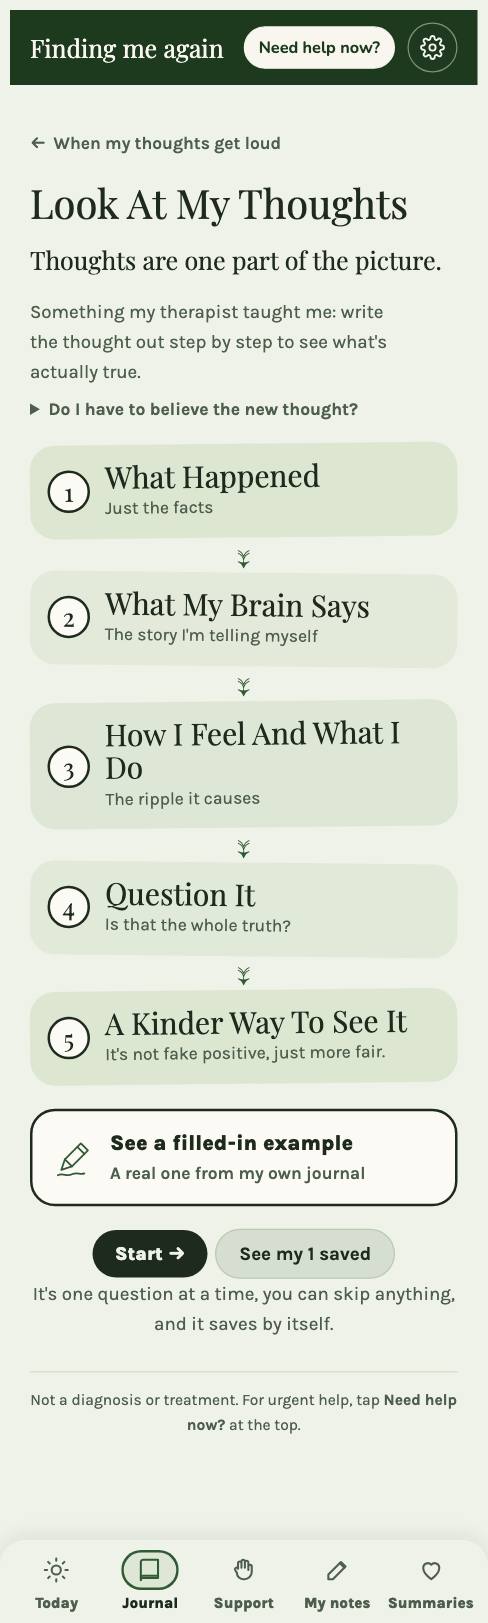 Finding me again
Need help now?
← When my thoughts get loud
Look At My Thoughts
Thoughts are one part of the picture.
Something my therapist taught me: write
the thought out step by step to see what's
actually true.
▶ Do I have to believe the new thought?
1
What Happened
Just the facts
2
What My Brain Says
The story I'm telling myself
3
How I Feel And What I
Do
The ripple it causes
4
Question It
Is that the whole truth?
5
A Kinder Way To See It
It's not fake positive, just more fair.
See a filled-in example
A real one from my own journal
Start →
See my 1 saved
It's one question at a time, you can skip anything,
and it saves by itself.
Not a diagnosis or treatment. For urgent help, tap Need help
now? at the top.
Today
Journal
Support
My notes
Summaries